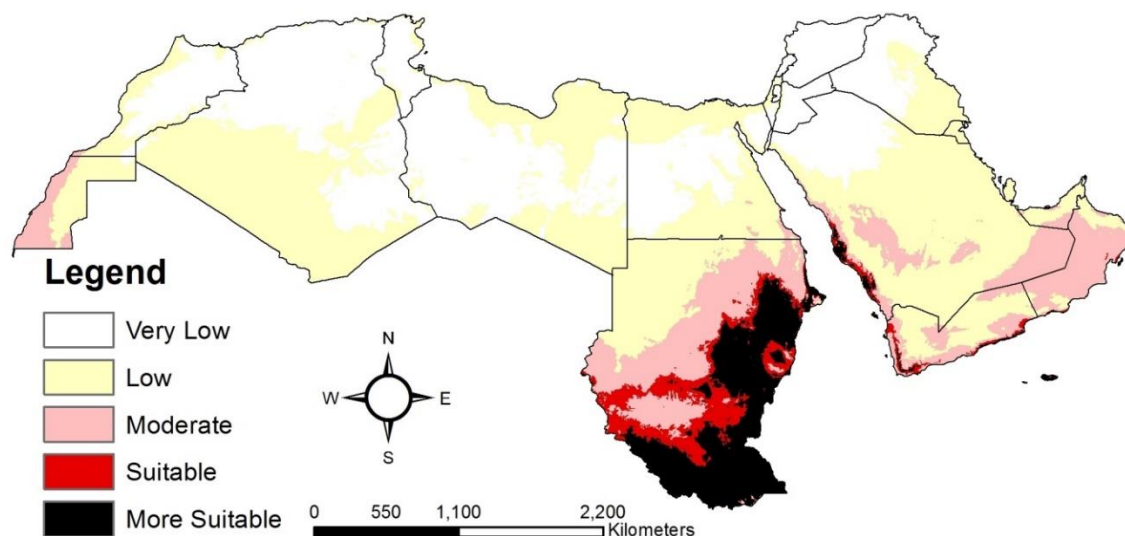 Legend
Very Low
Low
Moderate
Suitable
More Suitable
N
W E
S
0 550 1,100 2,200
Kilometers